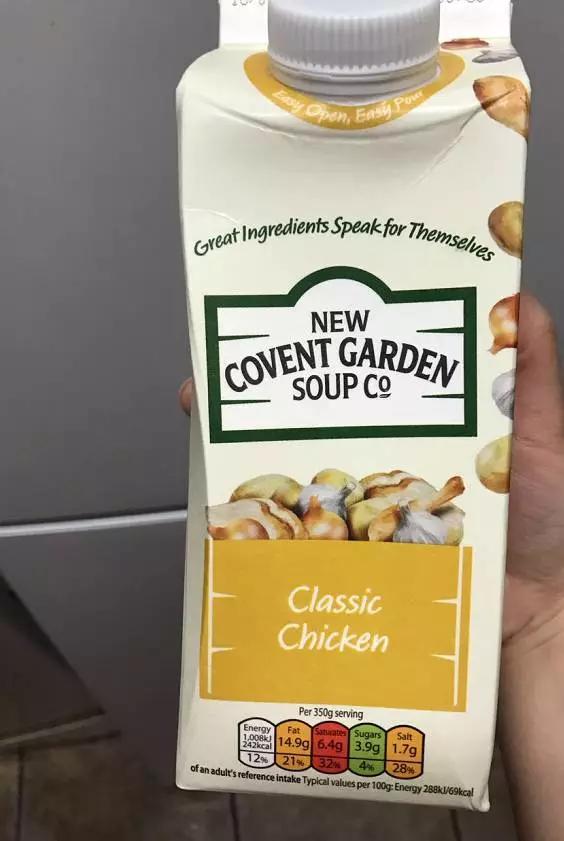 Easy Open, Easy Pour
Great Ingredients Speak for Themselves
NEW
COVENT GARDEN
SOUP Co
Classic
Chicken
Per 350g serving
Energy 1,008kJ 242kcal 12%
Fat 14.9g 21%
Saturates 6.4g 32%
Sugars 3.9g 4%
Salt 1.7g 28%
of an adult's reference intake Typical values per 100g: Energy 288kJ/69kcal